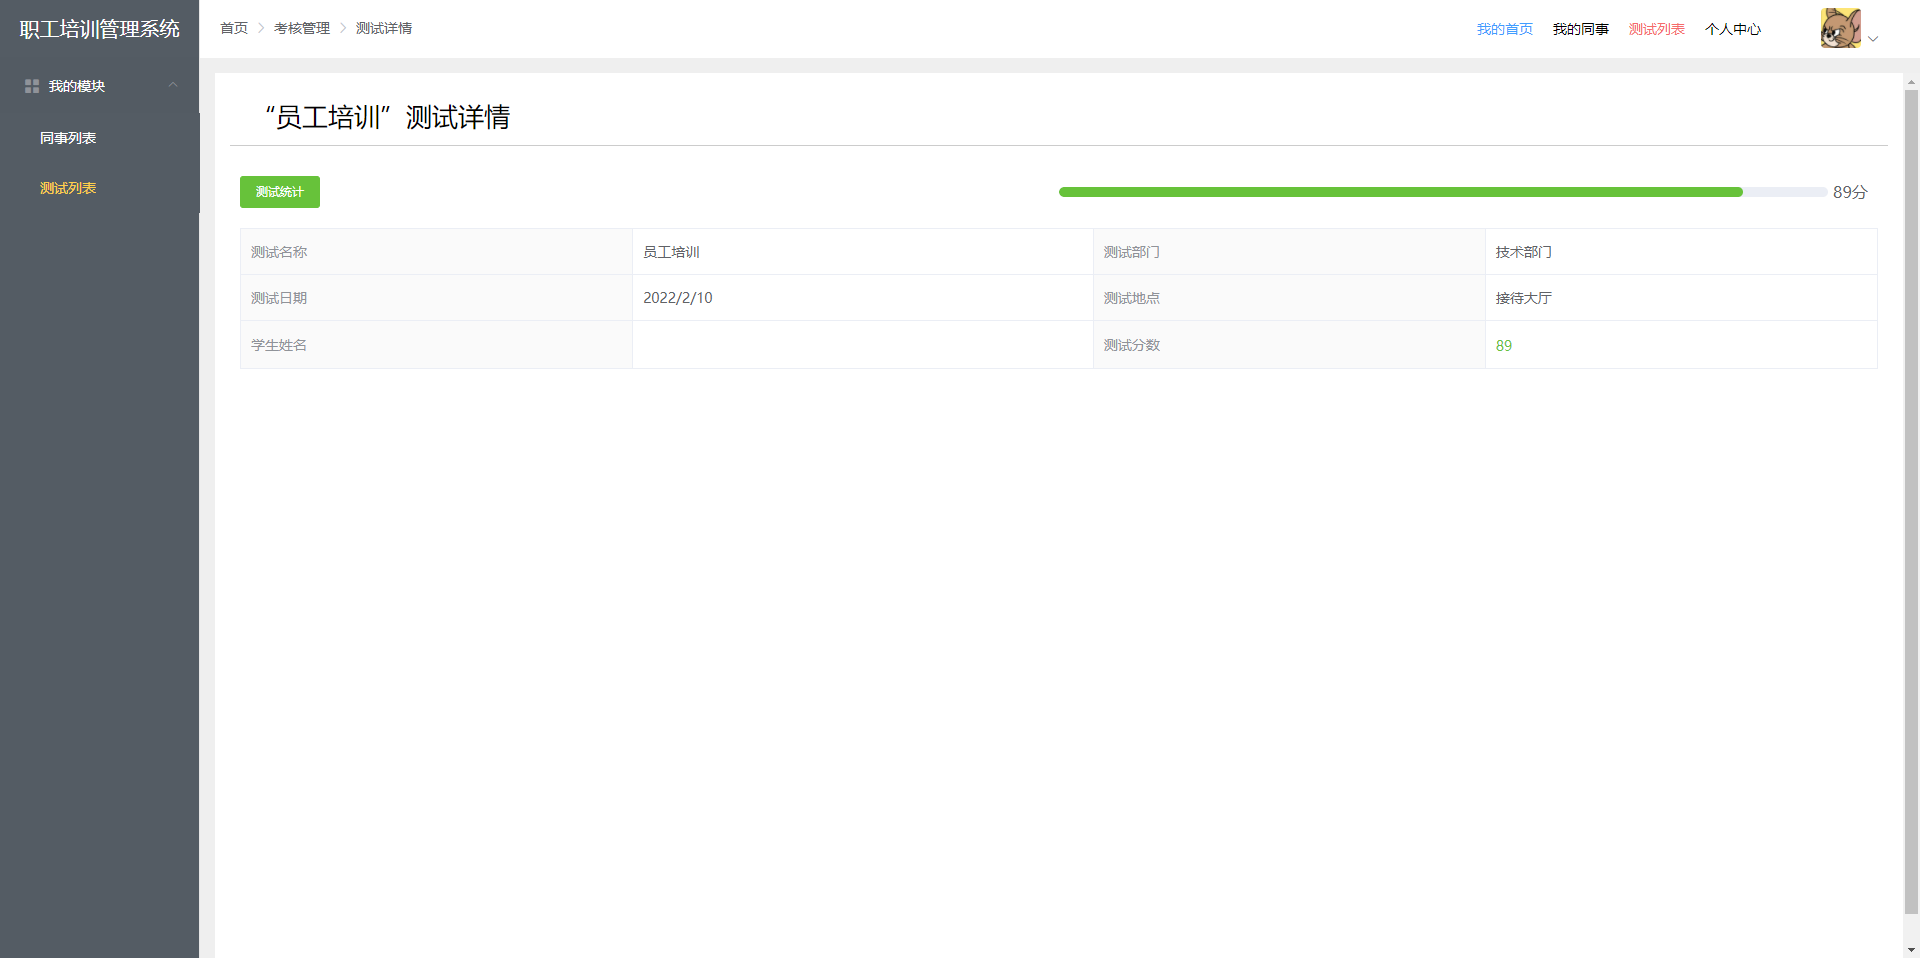 职工培训管理系统
我的模块
同事列表
测试列表
首页 > 考核管理 > 测试详情
我的首页 我的同事 测试列表 个人中心
“员工培训”测试详情
测试统计
89分
测试名称 员工培训 测试部门 技术部门
测试日期 2022/2/10 测试地点 接待大厅
学生姓名 测试分数 89